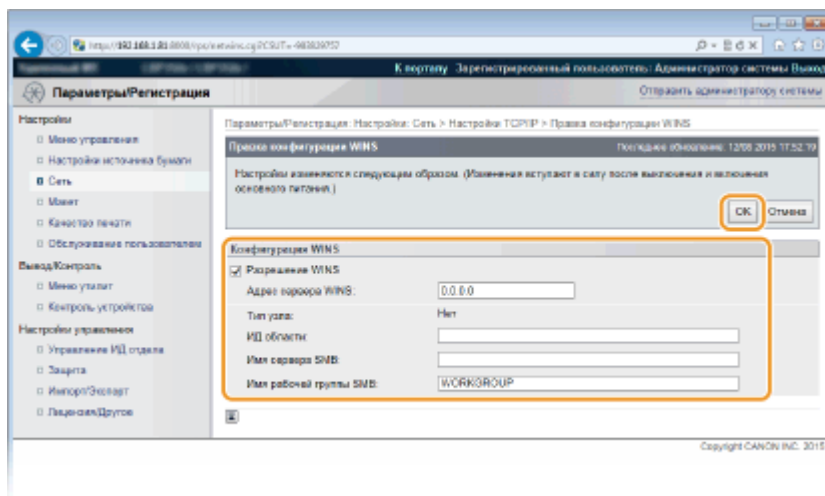 К порталу Зарегистрированный пользователь: Администратор системы Выход
Параметры/Регистрация
Отправить администратору системы
Настройки
Меню управления
Настройки источника бумаги
Сеть
Макет
Качество печати
Обслуживание пользователем
Вывод/Контроль
Меню утилит
Контроль устройства
Настройки управления
Управление ИД отдела
Защита
Импорт/Экспорт
Лицензия/Другое
Параметры/Регистрация: Настройки: Сеть > Настройки TCP/IP > Правка конфигурации WINS
Правка конфигурации WINS
Последнее обновление: 12/08 2015 17:52:19
Настройки изменяются следующим образом. (Изменения вступают в силу после выключения и включения
основного питания.)
OK
Отмена
Конфигурация WINS
Разрешение WINS
Адрес сервера WINS:
0.0.0.0
Тип узла:
Нет
ИД области:
Имя сервера SMB:
Имя рабочей группы SMB:
WORKGROUP
Copyright CANON INC. 2015